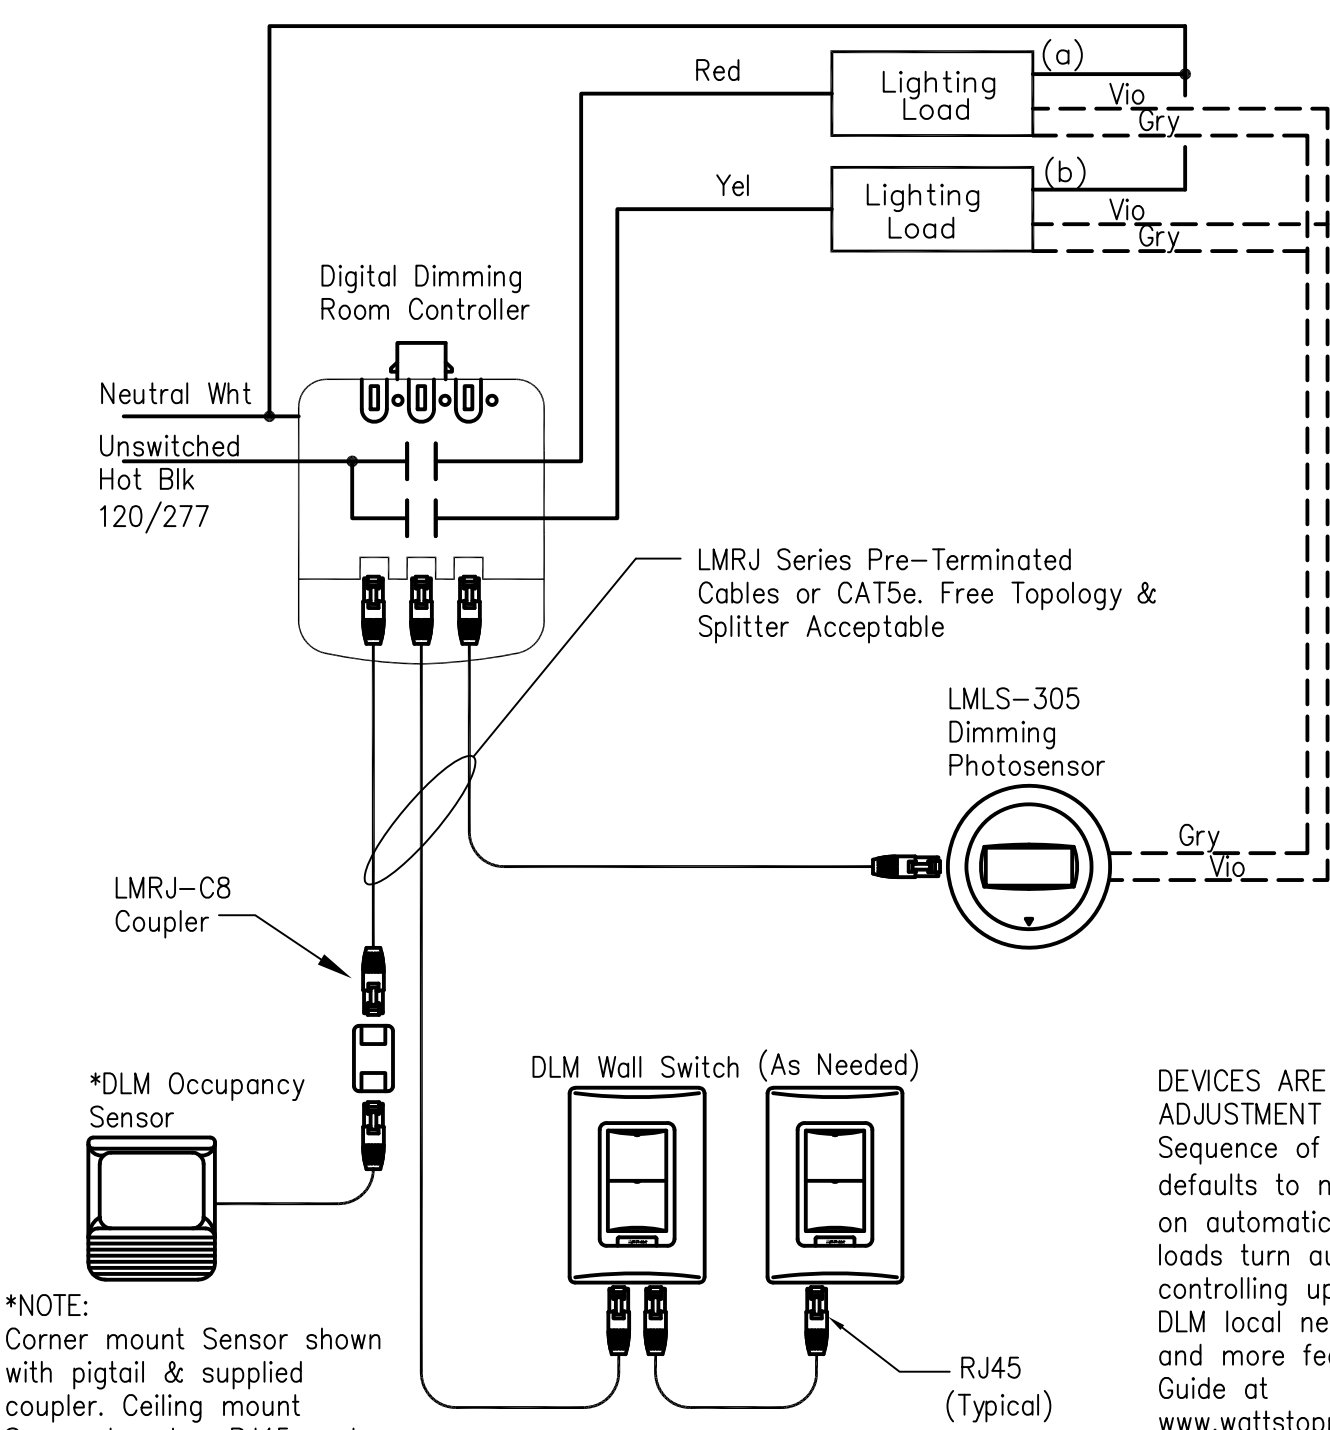 (a)
Red
Lighting
Load
Vio
Gry
(b)
Yel
Lighting
Load
Vio
Gry
Digital Dimming
Room Controller
Neutral Wht
Unswitched
Hot Blk
120/277
LMRJ Series Pre-Terminated
Cables or CAT5e. Free Topology &
Splitter Acceptable
LMLS-305
Dimming
Photosensor
Gry
Vio
LMRJ-C8
Coupler
DLM Wall Switch (As Needed)
*DLM Occupancy
Sensor
DEVICES ARE
ADJUSTMENT
Sequence of
defaults to
on automatic
loads turn
controlling
DLM local
and more
Guide at
*NOTE:
Corner mount Sensor shown
with pigtail & supplied
coupler. Ceiling mount
RJ45
(Typical)